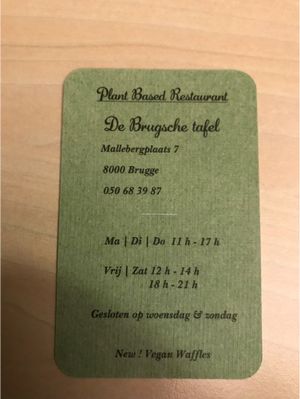 Plant Based Restaurant
De Brugsche tafel
Mallebergplaats 7
8000 Brugge
050 68 39 87
Ma | Di | Do 11 h - 17 h
Vrij | Zat 12 h - 14 h
18 h - 21 h
Gesloten op woensdag & zondag
New ! Vegan Waffles